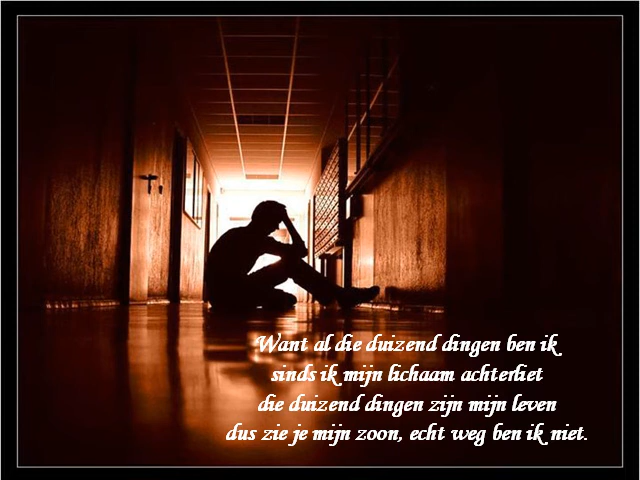 Want al die duizend dingen ben ik
sinds ik mijn lichaam achterliet
die duizend dingen zijn mijn leven
dus zie je mijn zoon, echt weg ben ik niet.